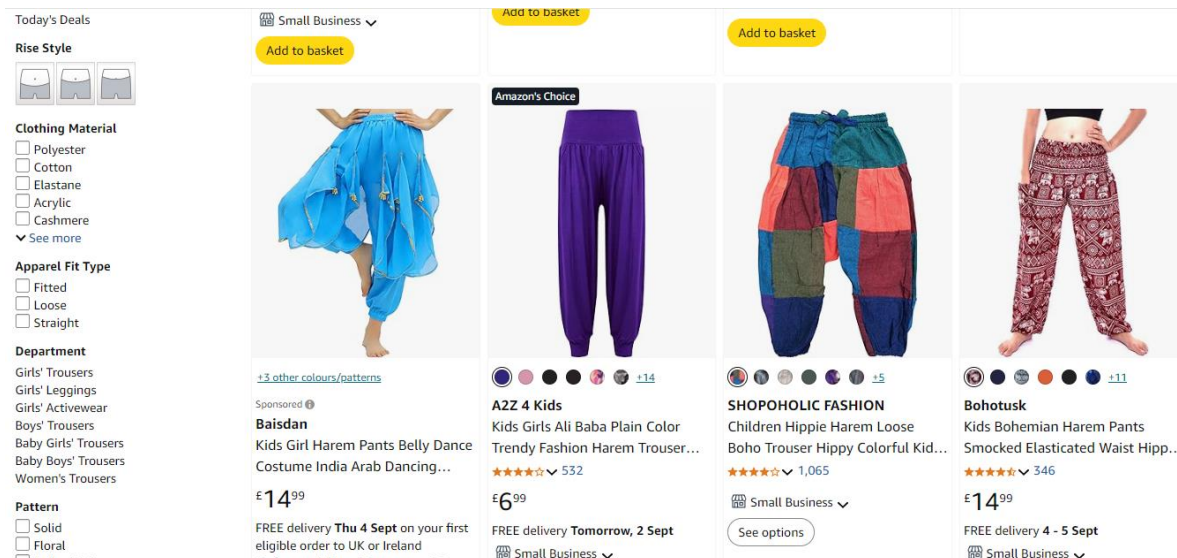 Today's Deals
Rise Style
Clothing Material
Polyester
Cotton
Elastane
Acrylic
Cashmere
See more
Apparel Fit Type
Fitted
Loose
Straight
Department
Girls' Trousers
Girls' Leggings
Girls' Activewear
Boys' Trousers
Baby Girls' Trousers
Baby Boys' Trousers
Women's Trousers
Pattern
Solid
Floral
Small Business
Add to basket
Add to basket
Add to basket
+3 other colours/patterns
Sponsored
Baisdan
Kids Girl Harem Pants Belly Dance
Costume India Arab Dancing...
£14⁹⁹
FREE delivery Thu 4 Sept on your first
eligible order to UK or Ireland
Amazon's Choice
+14
A2Z 4 Kids
Kids Girls Ali Baba Plain Color
Trendy Fashion Harem Trouser...
532
£6⁹⁹
FREE delivery Tomorrow, 2 Sept
Small Business
+5
SHOPOHOLIC FASHION
Children Hippie Harem Loose
Boho Trouser Hippy Colorful Kid...
1,065
Small Business
See options
+11
Bohotusk
Kids Bohemian Harem Pants
Smocked Elasticated Waist Hipp...
346
£14⁹⁹
FREE delivery 4 - 5 Sept
Small Business